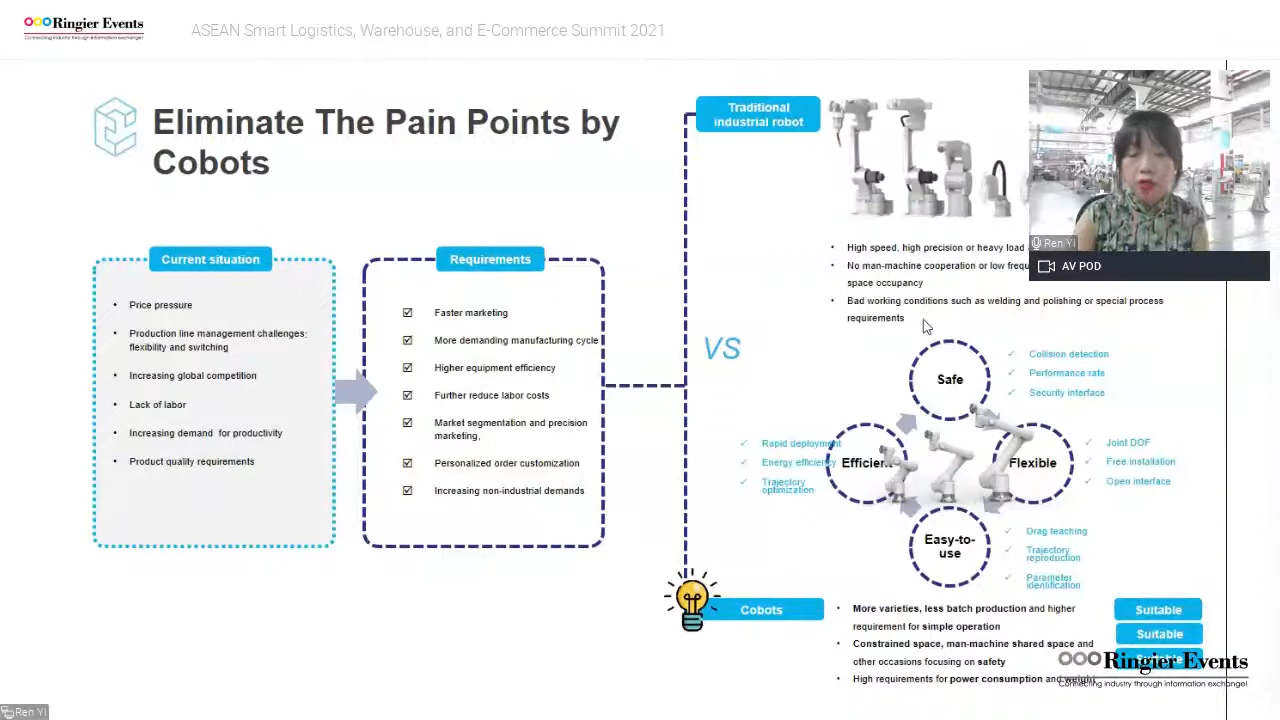 Ringier Events
Connecting industry through information exchange!
ASEAN Smart Logistics, Warehouse, and E-Commerce Summit 2021
Eliminate The Pain Points by
Cobots
Current situation
• Price pressure
• Production line management challenges;
flexibility and switching
• Increasing global competition
• Lack of labor
• Increasing demand for productivity
• Product quality requirements
Requirements
Faster marketing
More demanding manufacturing cycle
Higher equipment efficiency
Further reduce labor costs
Market segmentation and precision
marketing,
Personalized order customization
Increasing non-industrial demands
VS
Traditional
industrial robot
• High speed, high precision or heavy load
• No man-machine cooperation or low
space occupancy
• Bad working conditions such as welding and polishing or special process
requirements
Ren Yi
AV POD
Safe
✓ Collision detection
✓ Performance rate
✓ Security interface
✓ Rapid deployment
✓ Energy efficiency
✓ Trajectory
optimization
Efficient
Flexible
✓ Joint DOF
✓ Free installation
✓ Open interface
Easy-to-
use
✓ Drag teaching
✓ Trajectory
reproduction
✓ Parameter
identification
Cobots
• More varieties, less batch production and higher
requirement for simple operation
• Constrained space, man-machine shared space and
other occasions focusing on safety
• High requirements for power consumption and weight
Suitable
Suitable
Suitable
Ringier Events
Connecting industry through information exchange!
Ren Yi